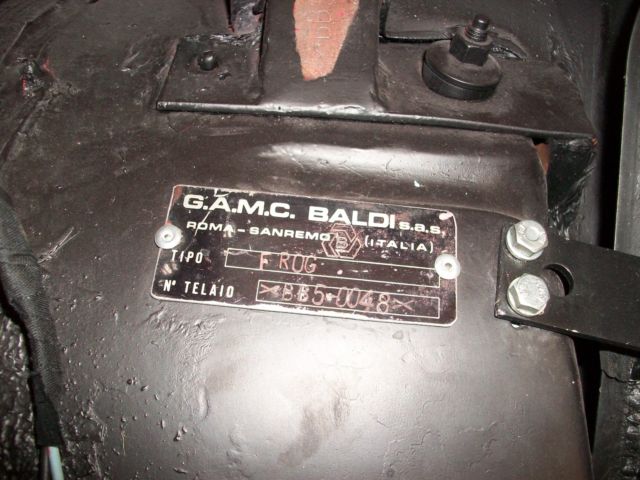 G.A.M.C. BALDI s.a.s.
ROMA - SANREMO B (ITALIA)
TIPO FROG
N° TELAIO BB5-0048